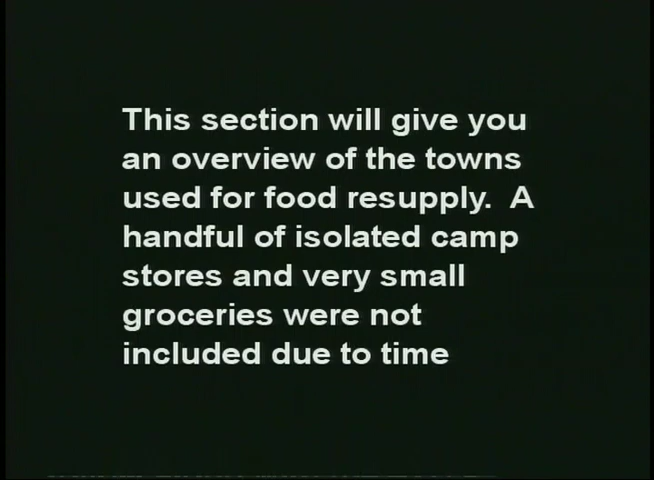 This section will give you
an overview of the towns
used for food resupply.  A
handful of isolated camp
stores and very small
groceries were not
included due to time